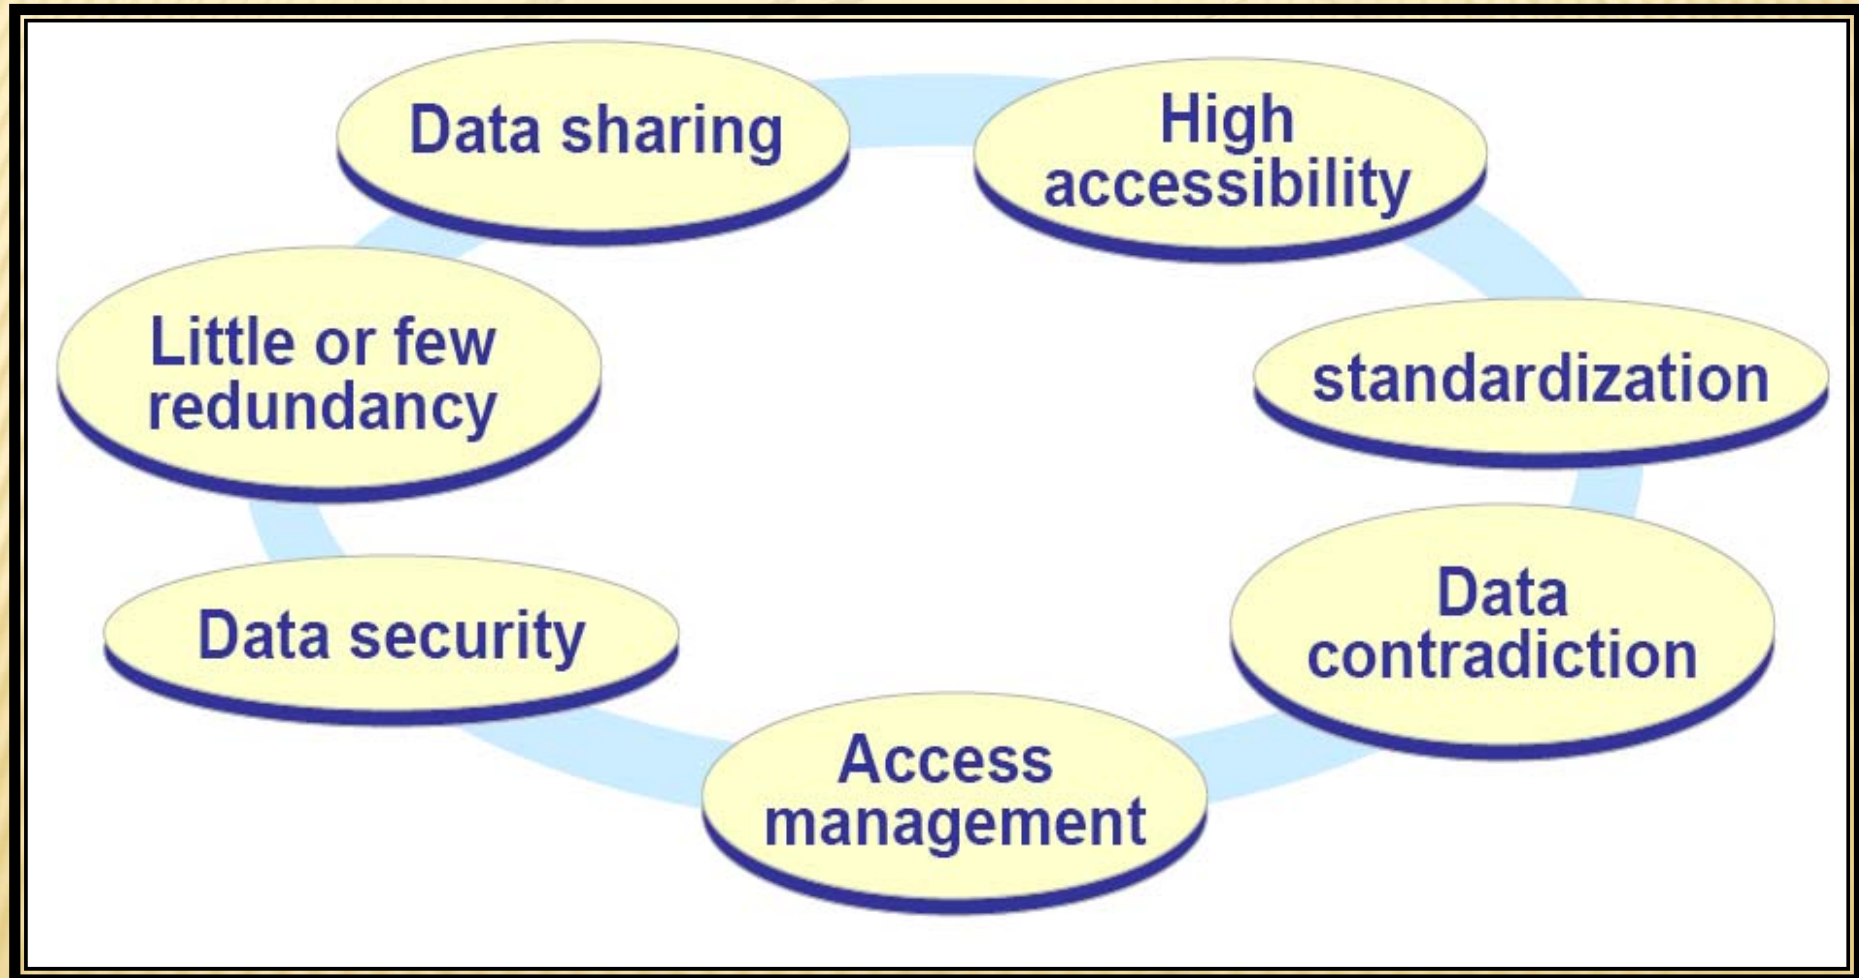 Data sharing
High
accessibility
Little or few
redundancy
standardization
Data security
Data
contradiction
Access
management